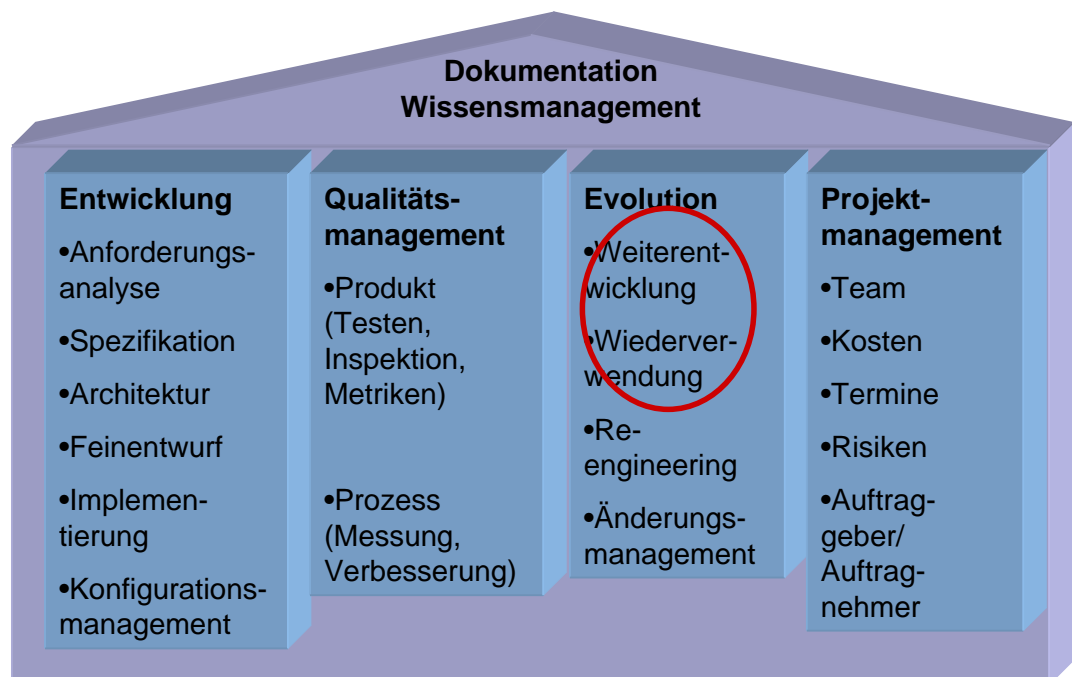 Dokumentation
Wissensmanagement
Entwicklung
•Anforderungs-
analyse
•Spezifikation
•Architektur
•Feinentwurf
•Implemen-
tierung
•Konfigurations-
management
Qualitäts-
management
•Produkt
(Testen,
Inspektion,
Metriken)
•Prozess
(Messung,
Verbesserung)
Evolution
•Weiterent-
wicklung
•Wiederver-
wendung
•Re-
engineering
•Änderungs-
management
Projekt-
management
•Team
•Kosten
•Termine
•Risiken
•Auftrag-
geber/
Auftrag-
nehmer